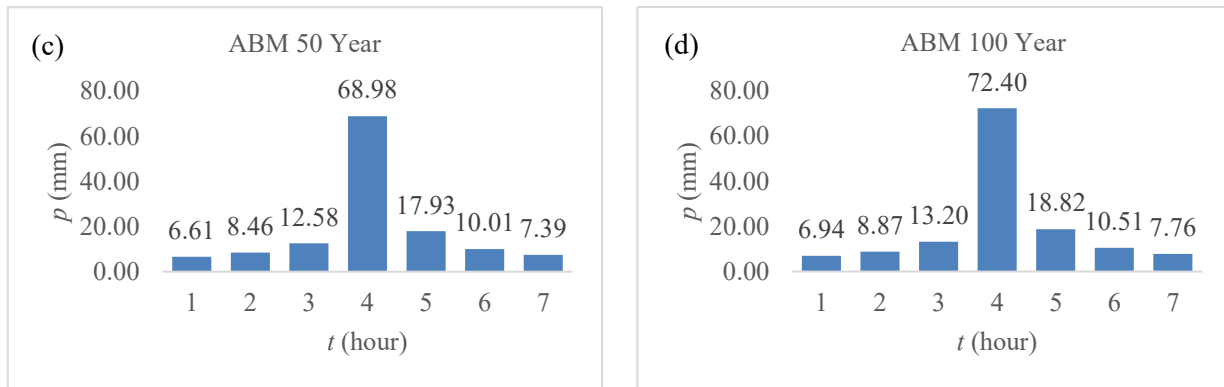 (c)
ABM 50 Year
p (mm)
80.00
60.00
40.00
20.00
0.00
6.61
8.46
12.58
68.98
17.93
10.01
7.39
1 2 3 4 5 6 7
t (hour)
(d)
ABM 100 Year
p (mm)
80.00
60.00
40.00
20.00
0.00
6.94
8.87
13.20
72.40
18.82
10.51
7.76
1 2 3 4 5 6 7
t (hour)